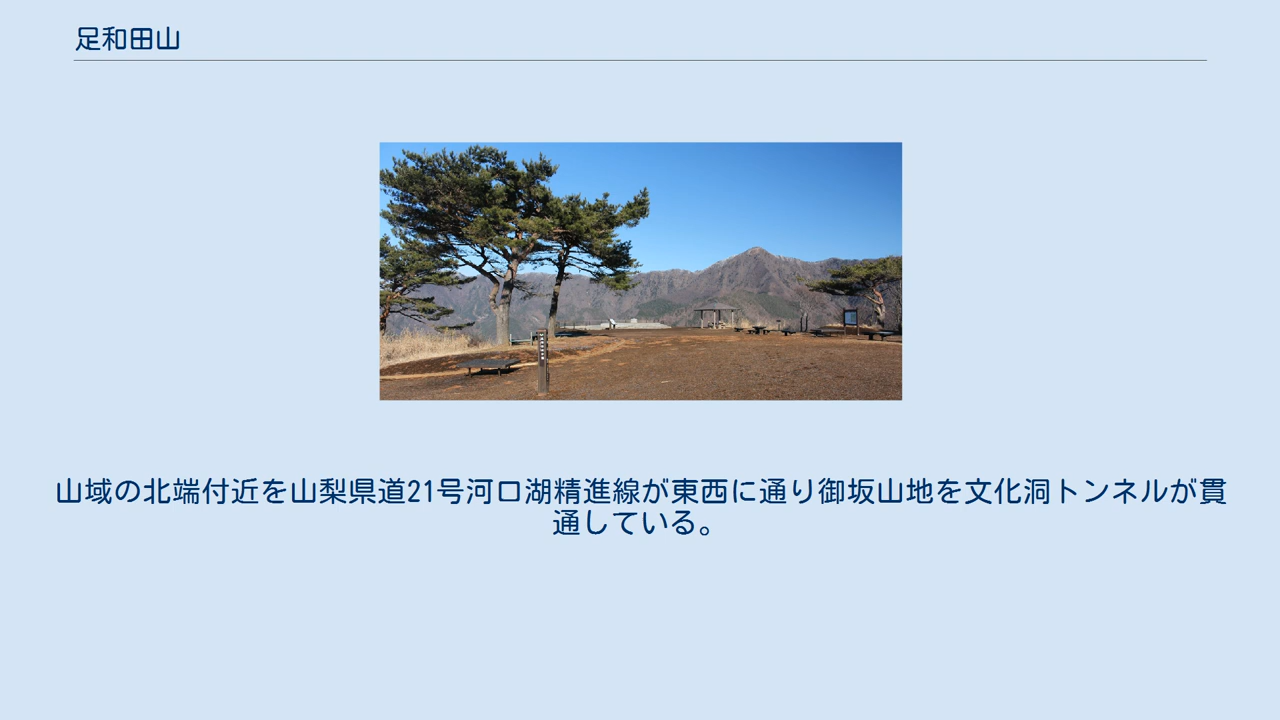 足和田山
山域の北端付近を山梨県道21号河口湖精進線が東西に通り御坂山地を文化洞トンネルが貫
通している。